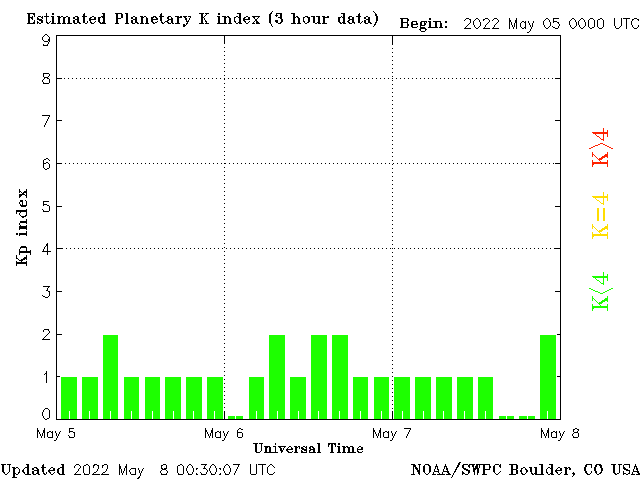 Estimated Planetary K index (3 hour data)
Begin: 2022 May 05 0000 UTC
9
8
7
6
5
4
3
2
1
0
Kp index
K>4
K=4
K<4
May 5
May 6
May 7
May 8
Universal Time
Updated 2022 May 8 00:30:07 UTC
NOAA/SWPC Boulder, CO USA